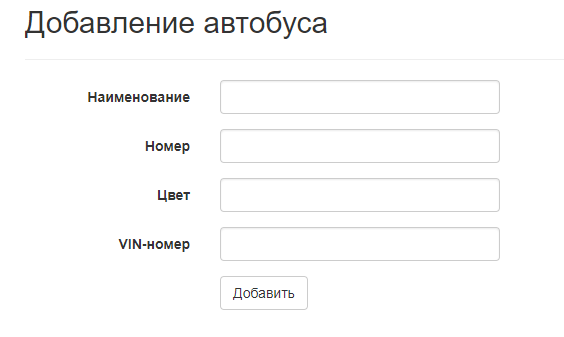 Добавление автобуса
Наименование
Номер
Цвет
VIN-номер
Добавить